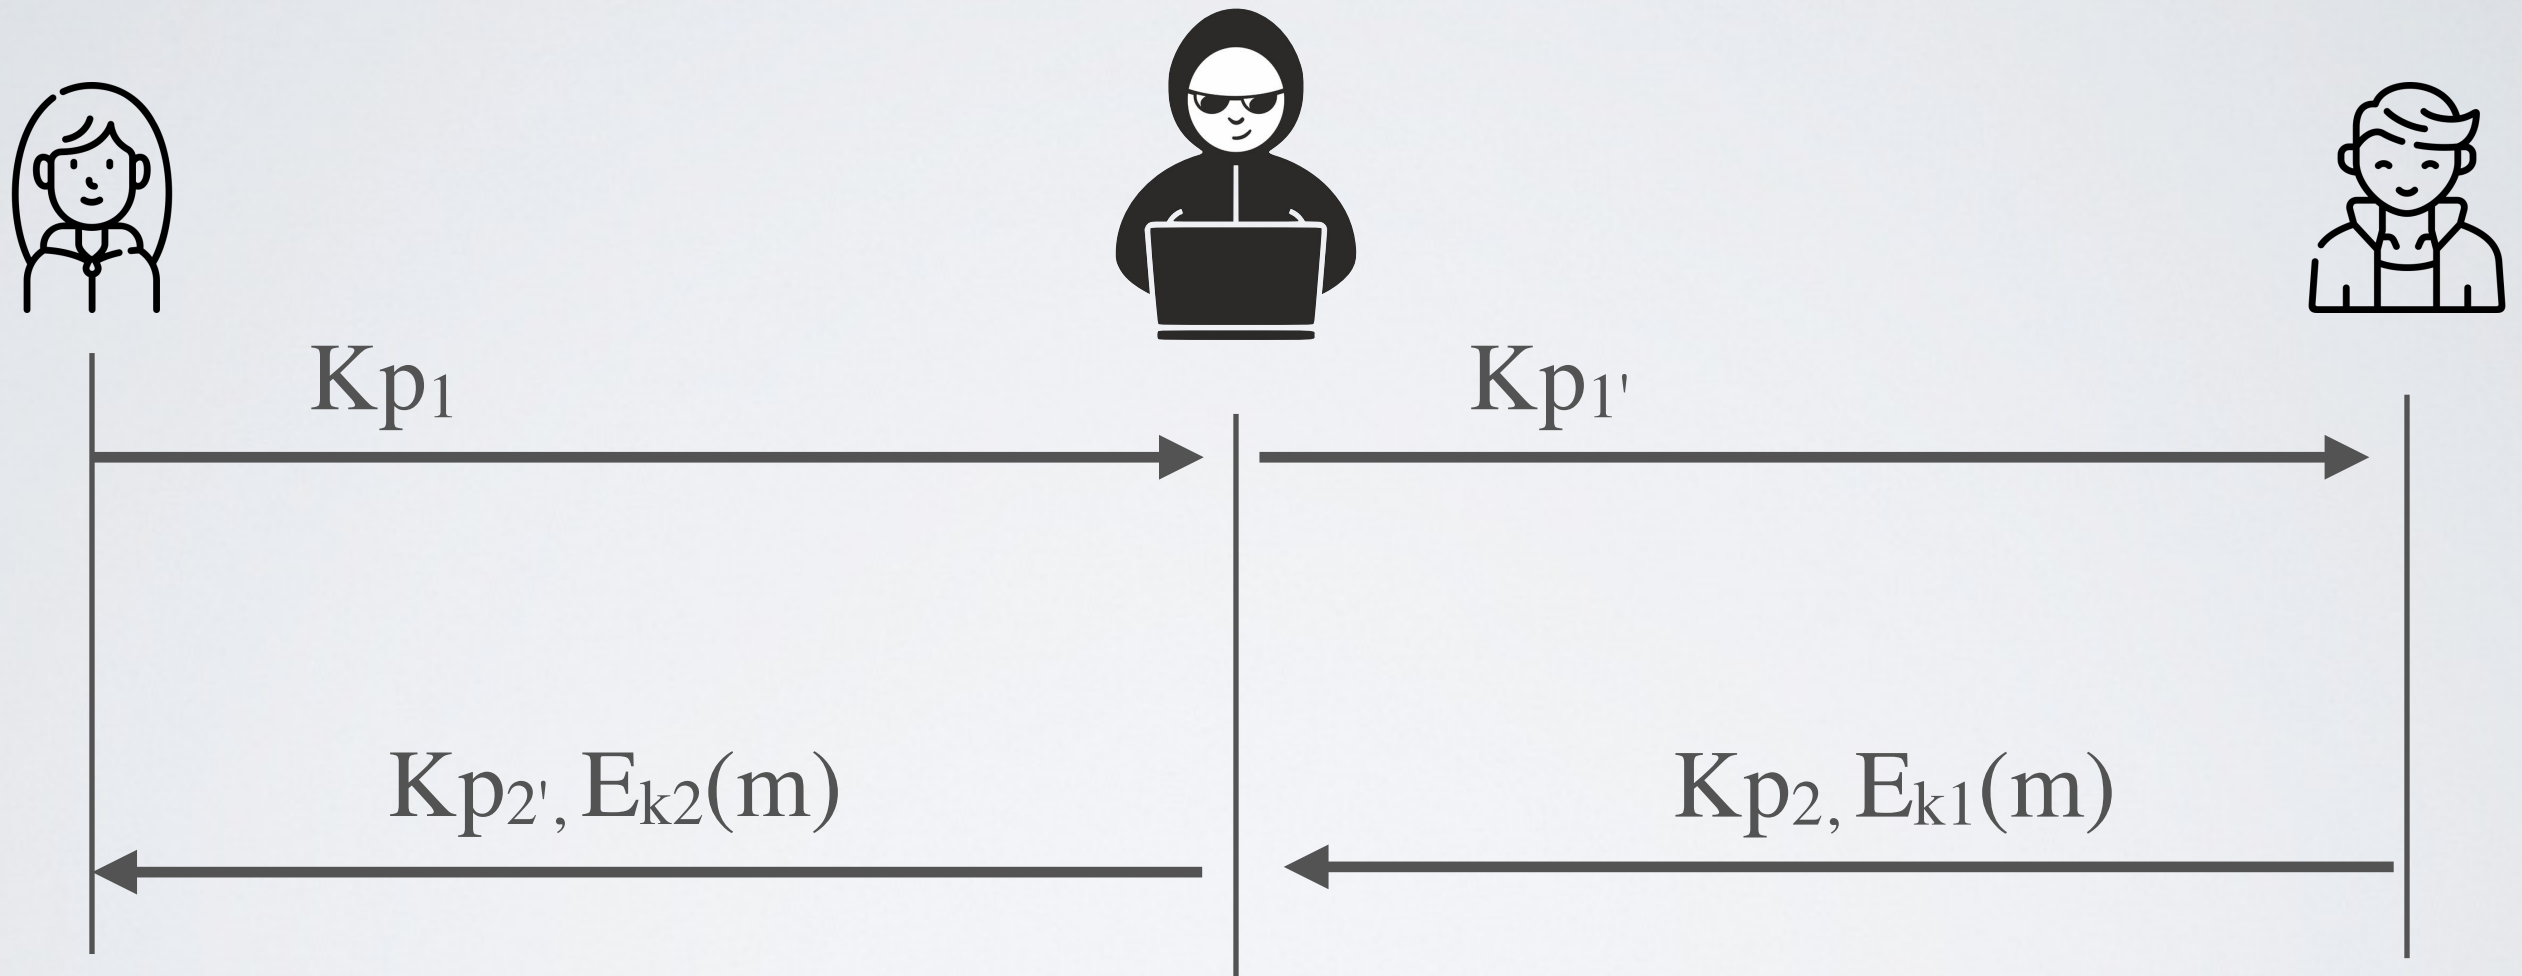 Kp₁
Kp₁'
Kp₂', Eₖ₂(m)
Kp₂, Eₖ₁(m)